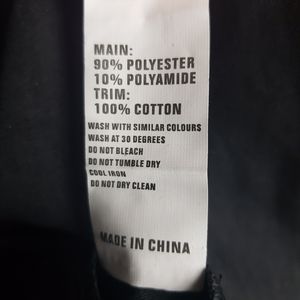 MAIN:
90% POLYESTER
10% POLYAMIDE
TRIM:
100% COTTON
WASH WITH SIMILAR COLOURS
WASH AT 30 DEGREES
DO NOT BLEACH
DO NOT TUMBLE DRY
COOL IRON
DO NOT DRY CLEAN
MADE IN CHINA